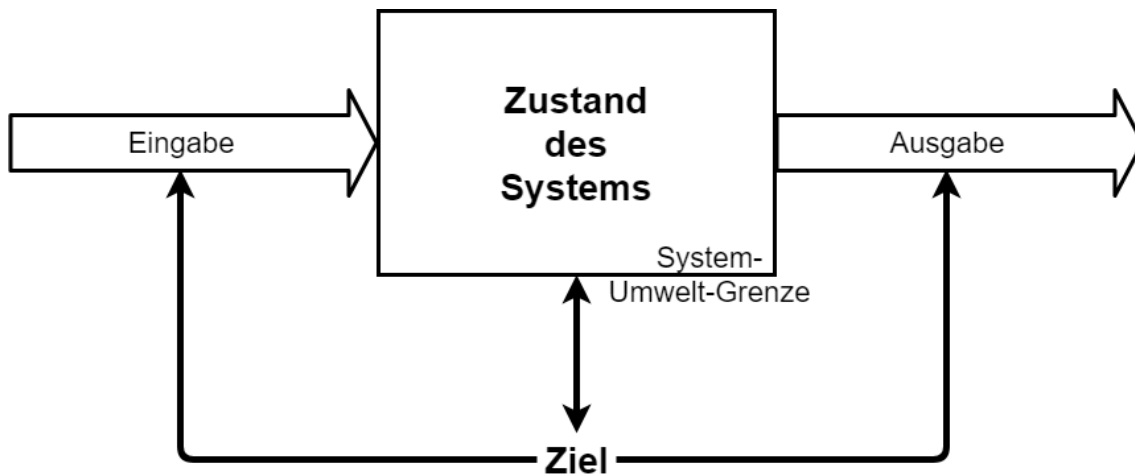 Zustand
des
Systems
Eingabe
Ausgabe
System-
Umwelt-Grenze
Ziel